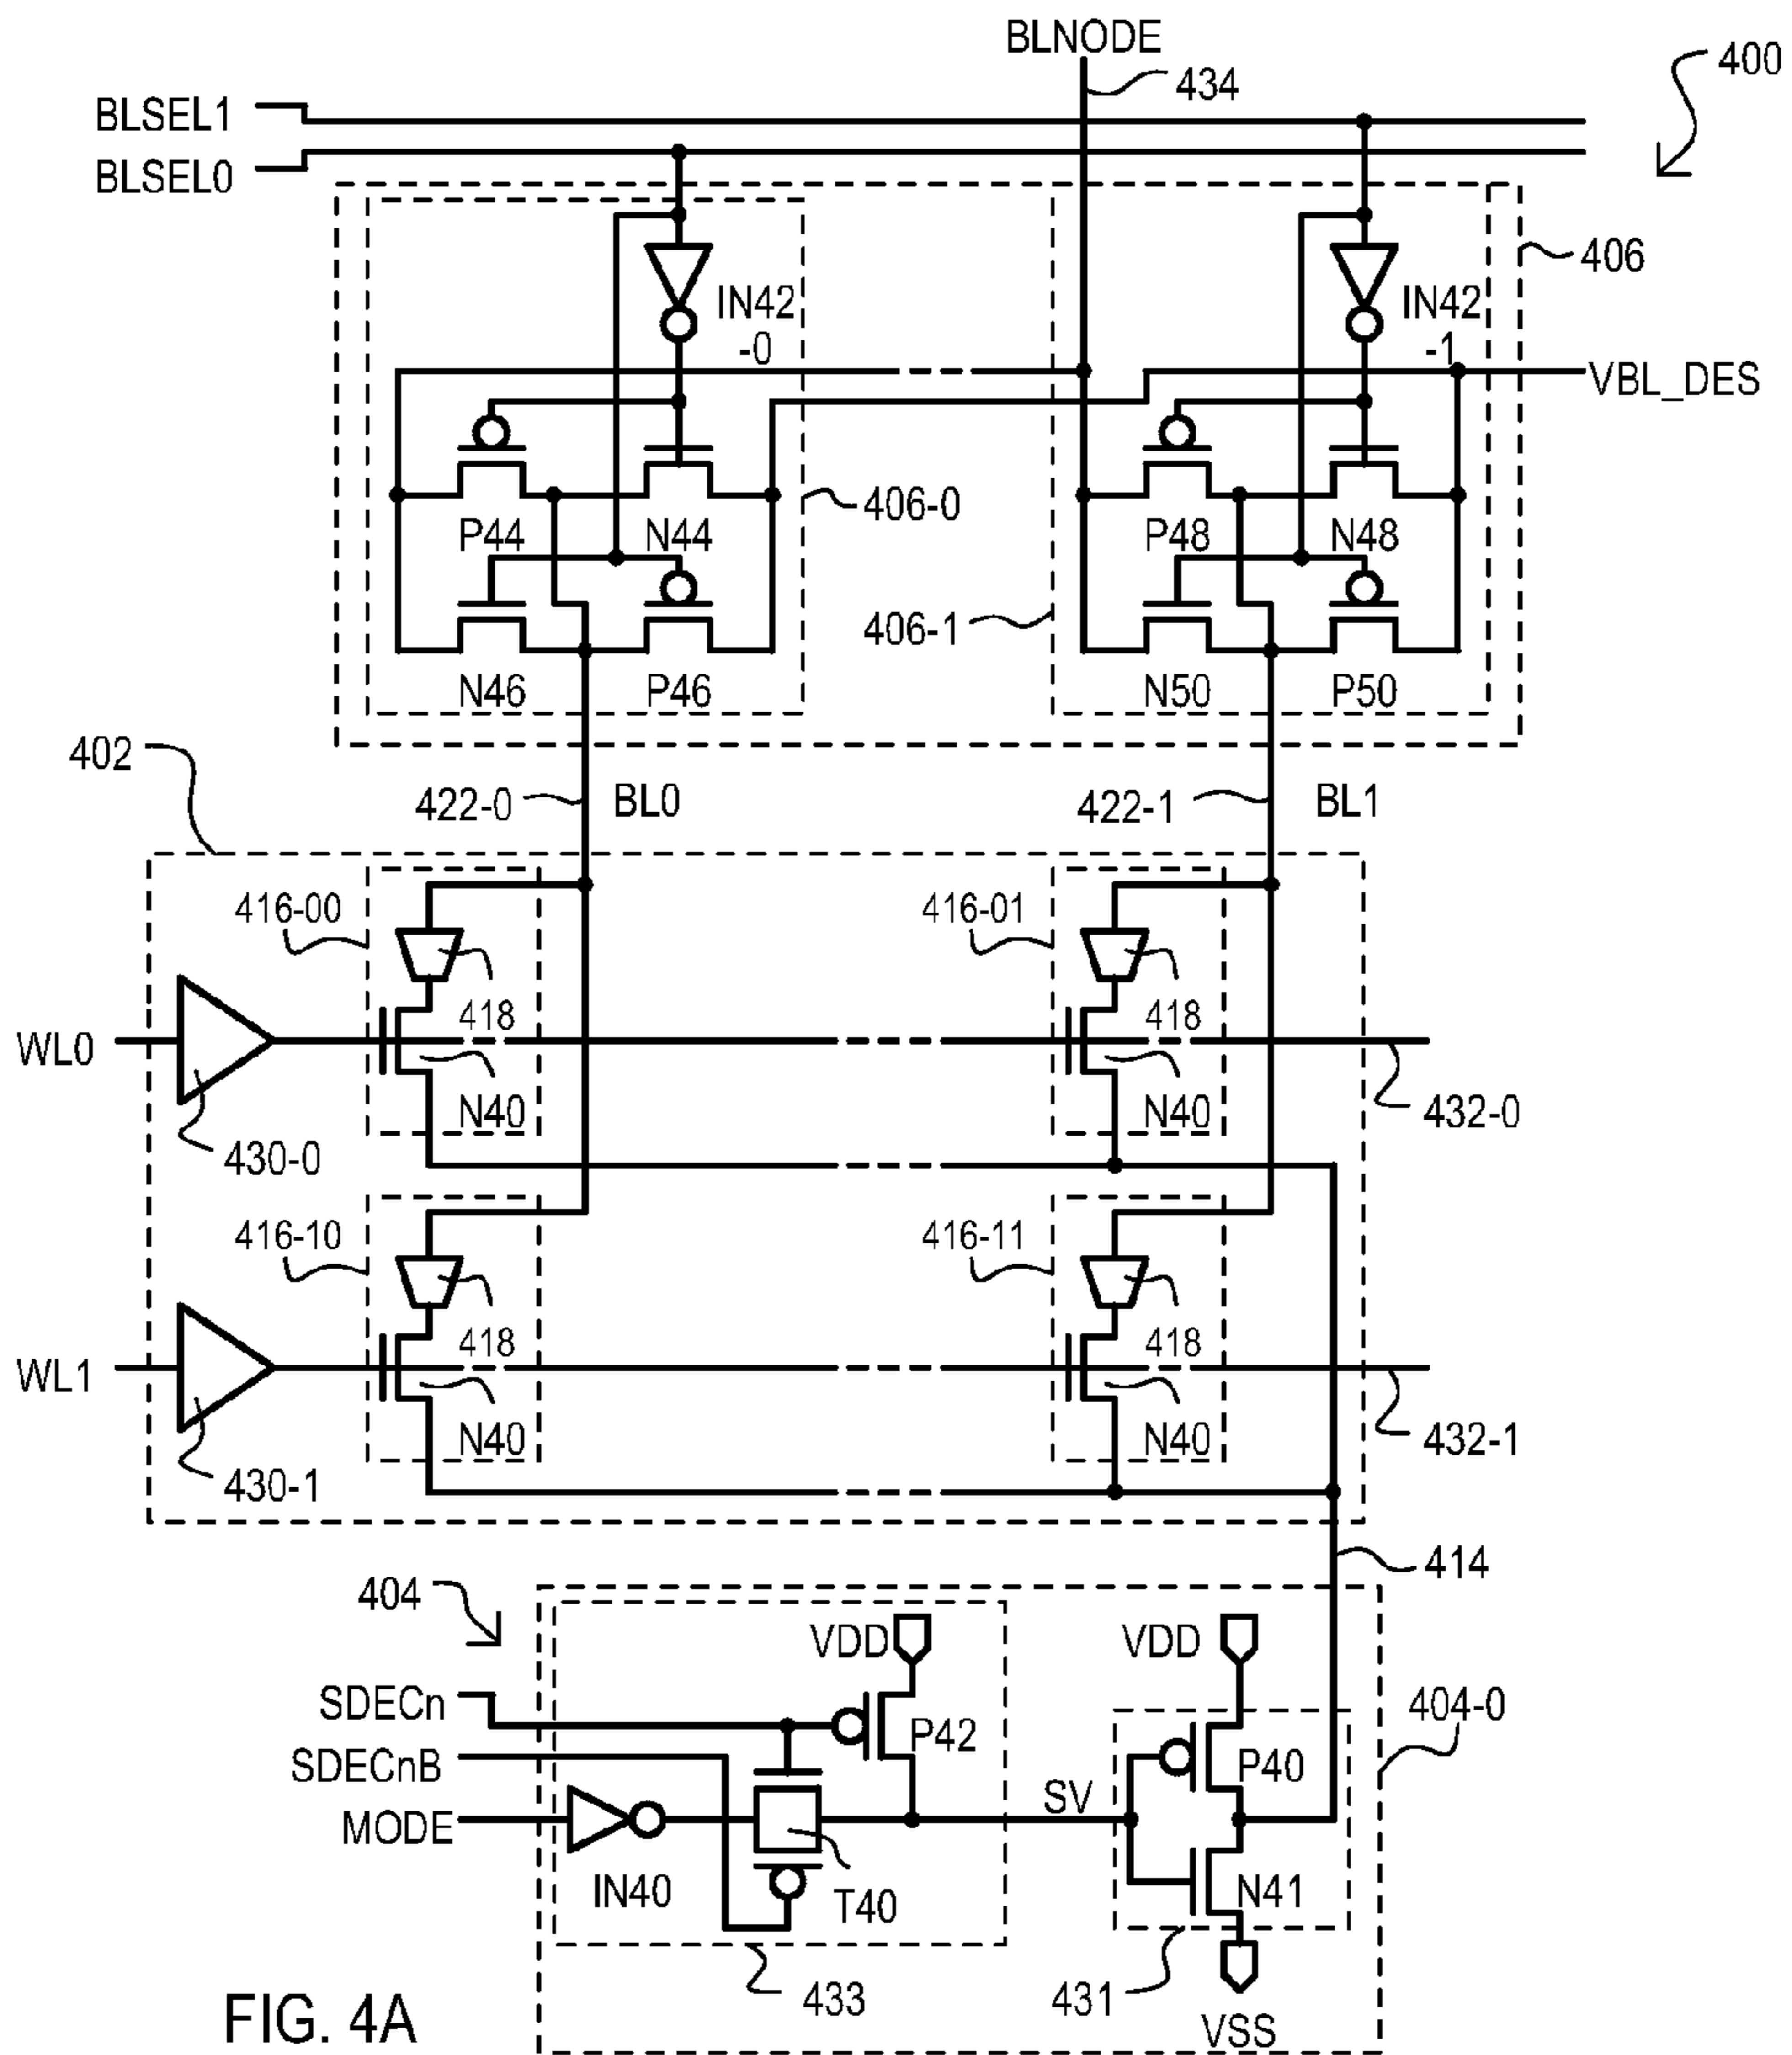 BLNODE
434
400
BLSEL1
BLSEL0
406
IN42
-0
IN42
-1
VBL_DES
P44
N44
406-0
P48
N48
406-1
N46
P46
N50
P50
402
422-0
BL0
422-1
BL1
416-00
416-01
418
418
WL0
N40
N40
432-0
430-0
416-10
416-11
418
418
WL1
N40
N40
432-1
430-1
414
404
VDD
VDD
SDECn
P42
404-0
SDECnB
P40
SV
MODE
IN40
T40
N41
433
431
VSS
FIG. 4A